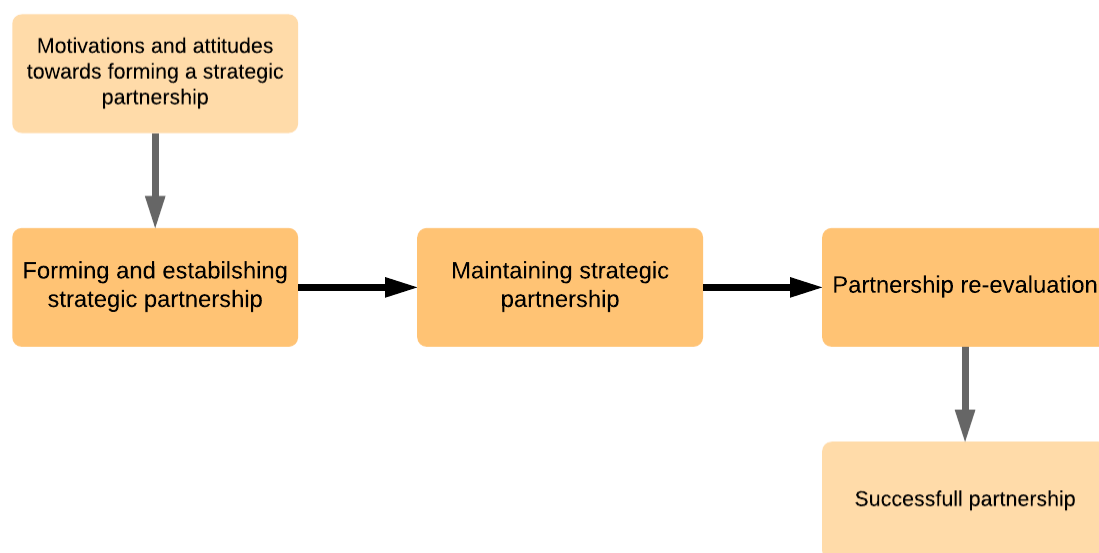 Motivations and attitudes
towards forming a strategic
partnership
Forming and estabilshing
strategic partnership
Maintaining strategic
partnership
Partnership re-evaluation
Successfull partnership